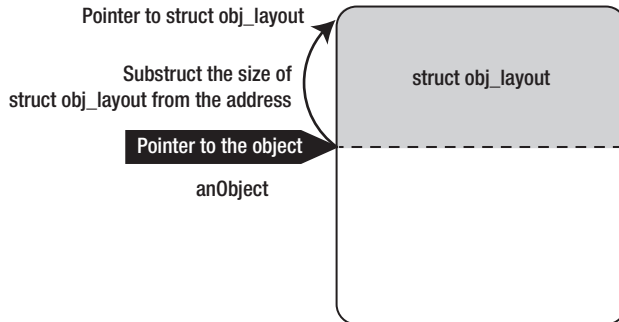 Pointer to struct obj_layout
Substruct the size of
struct obj_layout from the address
struct obj_layout
Pointer to the object
anObject